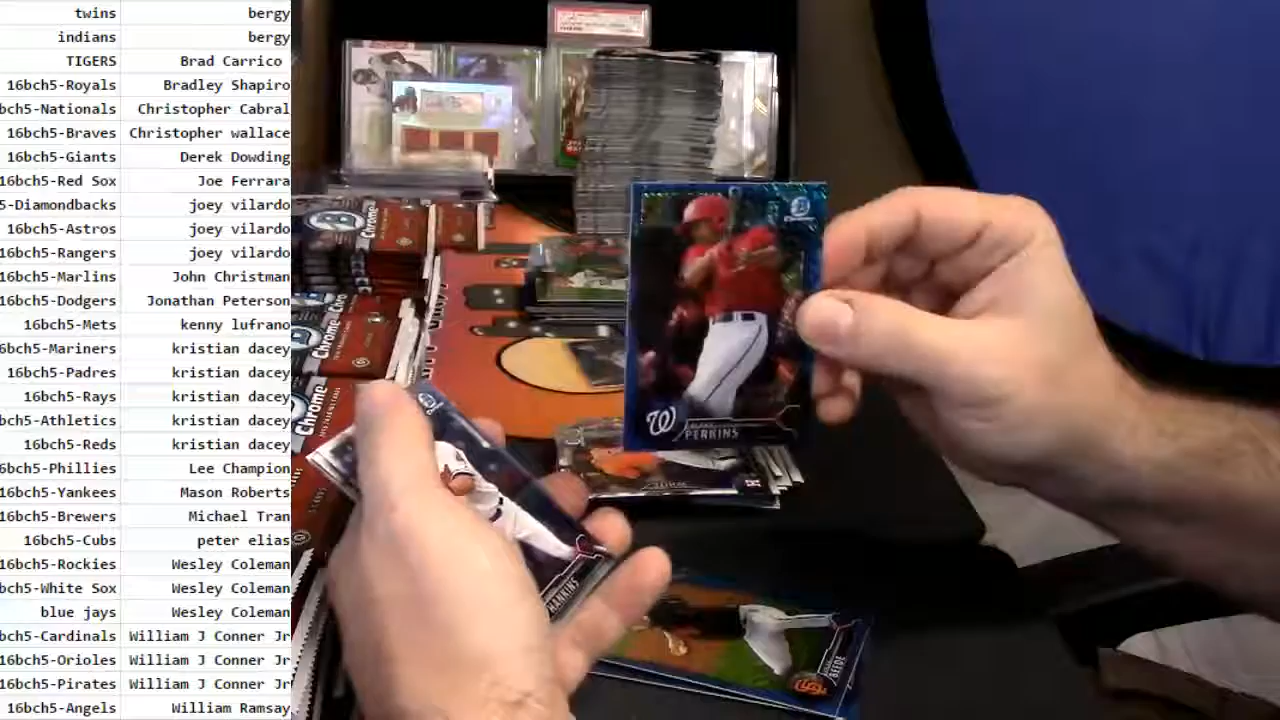 twins bergy
indians bergy
TIGERS Brad Carrico
16bch5-Royals Bradley Shapiro
bch5-Nationals Christopher Cabral
16bch5-Braves Christopher wallace
16bch5-Giants Derek Dowding
16bch5-Red Sox Joe Ferrara
5-Diamondbacks joey vilardo
16bch5-Astros joey vilardo
16bch5-Rangers joey vilardo
16bch5-Marlins John Christman
16bch5-Dodgers Jonathan Peterson
16bch5-Mets kenny lufrano
6bch5-Mariners kristian dacey
16bch5-Padres kristian dacey
16bch5-Rays kristian dacey
6bch5-Athletics kristian dacey
16bch5-Reds kristian dacey
6bch5-Phillies Lee Champion
16bch5-Yankees Mason Roberts
16bch5-Brewers Michael Tran
16bch5-Cubs peter elias
16bch5-Rockies Wesley Coleman
bch5-White Sox Wesley Coleman
blue jays Wesley Coleman
bch5-Cardinals William J Conner Jr
16bch5-Orioles William J Conner Jr
16bch5-Pirates William J Conner Jr
16bch5-Angels William Ramsay
Chrome
Chrome
Chrome
Chrome
W
PERKINS
HANKINS
BEEDE
SF